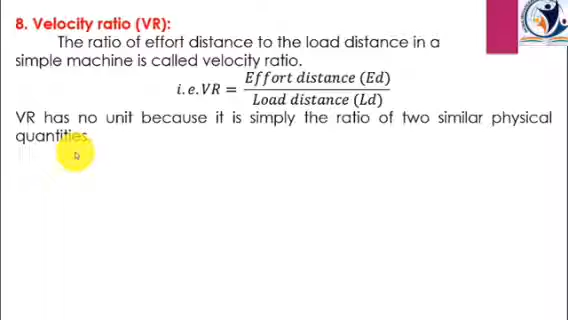 8. Velocity ratio (VR):
The ratio of effort distance to the load distance in a
simple machine is called velocity ratio.
i.e.VR = Effort distance (Ed) / Load distance (Ld)
VR has no unit because it is simply the ratio of two similar physical
quantities.